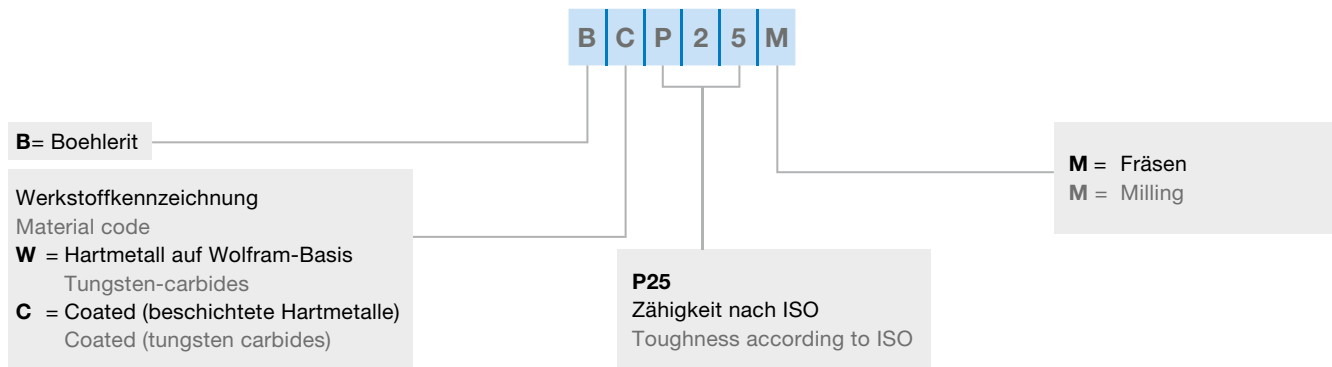 B C P 2 5 M
B= Boehlerit
Werkstoffkennzeichnung
Material code
W = Hartmetall auf Wolfram-Basis
Tungsten-carbides
C = Coated (beschichtete Hartmetalle)
Coated (tungsten carbides)
P25
Zähigkeit nach ISO
Toughness according to ISO
M = Fräsen
M = Milling